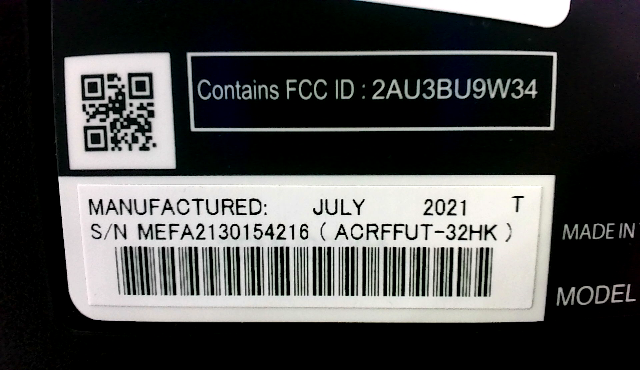 Contains FCC ID : 2AU3BU9W34
MANUFACTURED: JULY 2021 T
S/N MEFA2130154216 ( ACRFFUT-32HK )
MADE IN
MODEL